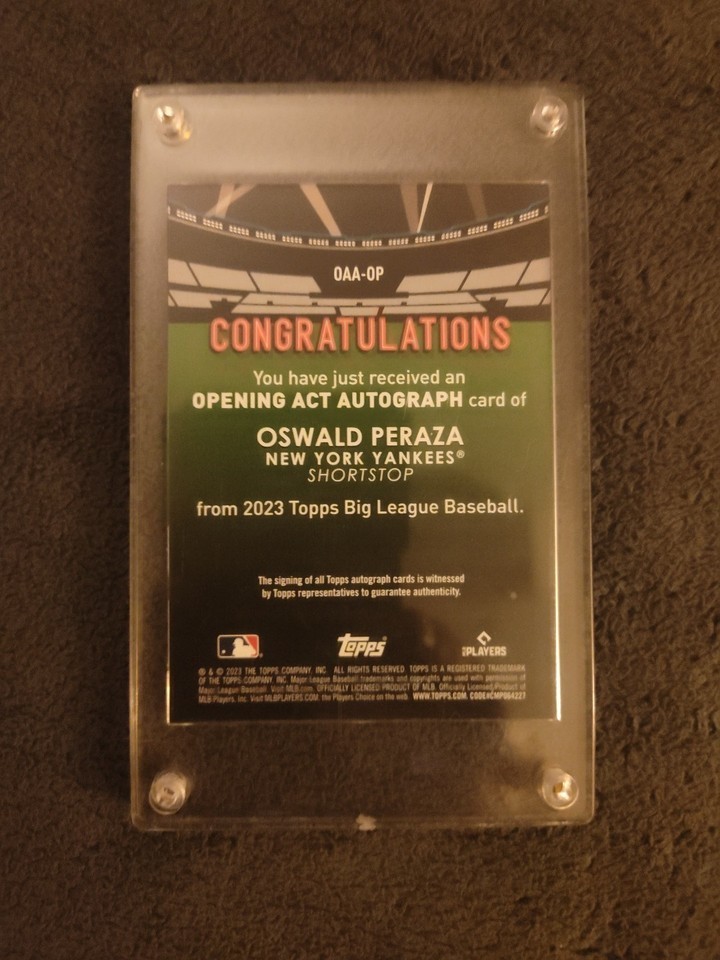 OAA-OP
CONGRATULATIONS
You have just received an
OPENING ACT AUTOGRAPH card of
OSWALD PERAZA
NEW YORK YANKEES®
SHORTSTOP
from 2023 Topps Big League Baseball.
The signing of all Topps autograph cards is witnessed
by Topps representatives to guarantee authenticity.
topps PLAYERS
® & © 2023 THE TOPPS COMPANY, INC. ALL RIGHTS RESERVED. TOPPS IS A REGISTERED TRADEMARK
OF THE TOPPS COMPANY, INC. Major League Baseball trademarks and copyrights are used with permission of
Major League Baseball. Visit MLB.com. OFFICIALLY LICENSED PRODUCT OF MLB. Officially Licensed Product of
MLB Players, Inc. Visit MLBPLAYERS.COM, the Players Choice on the web. WWW.TOPPS.COM. CODE#CMP064227